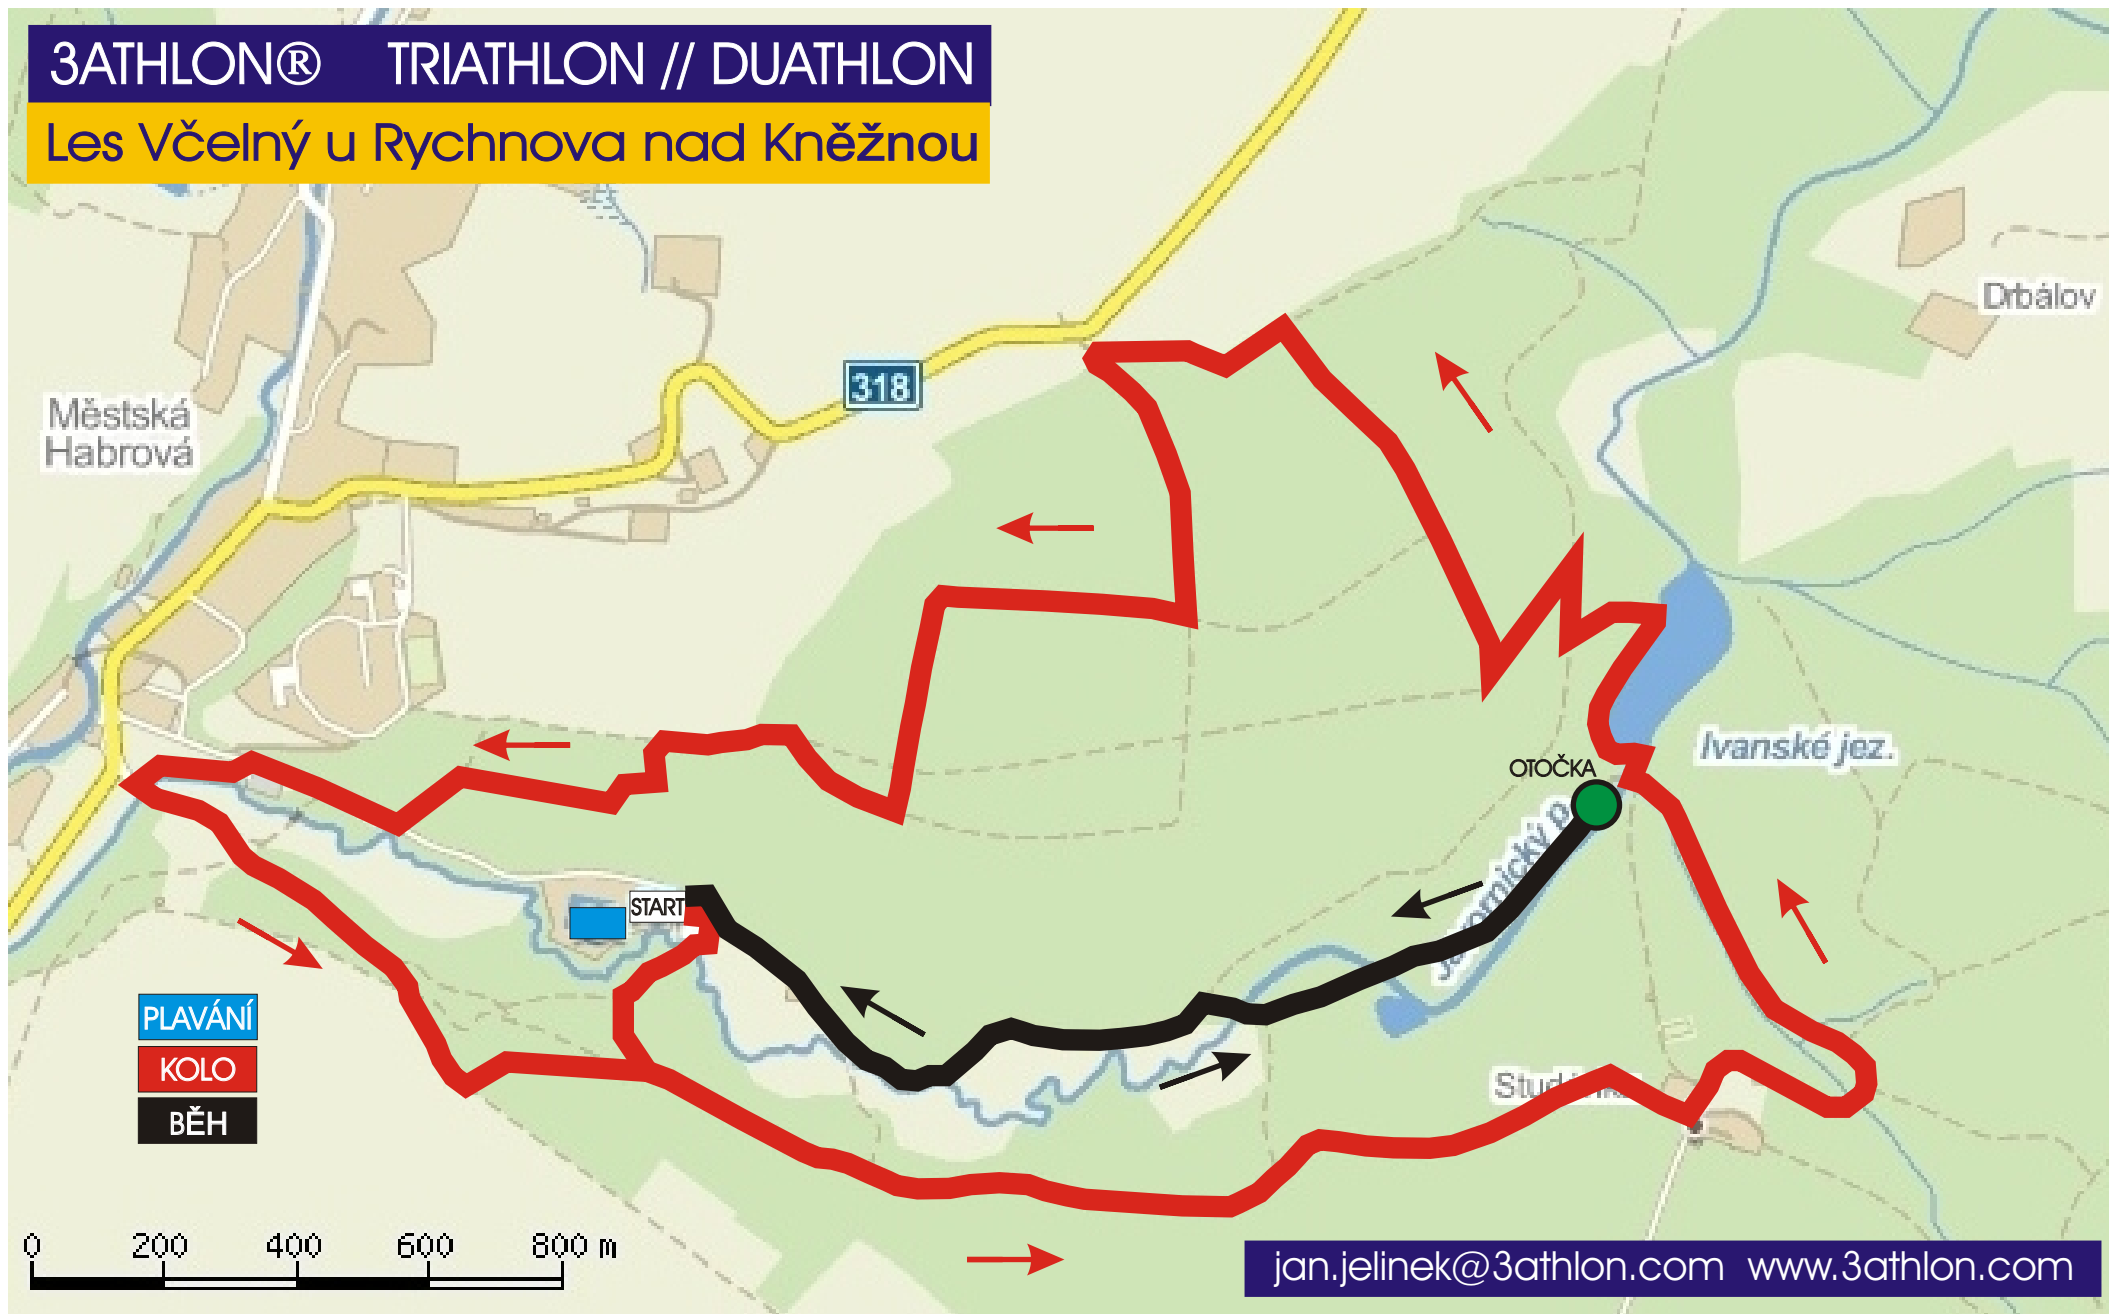 3ATHLON® TRIATHLON // DUATHLON
Les Včelný u Rychnova nad Kněžnou
318
Drbálov
Městská
Habrová
Ivanské jez.
OTOČKA
START
PLAVÁNÍ
KOLO
BĚH
0 200 400 600 800 m
jan.jelinek@3athlon.com www.3athlon.com